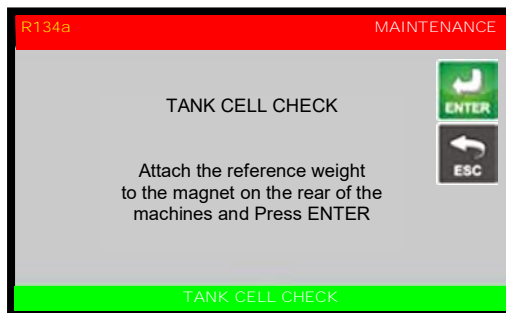 R134a MAINTENANCE
ENTER
TANK CELL CHECK
ESC
Attach the reference weight
to the magnet on the rear of the
machines and Press ENTER
TANK CELL CHECK